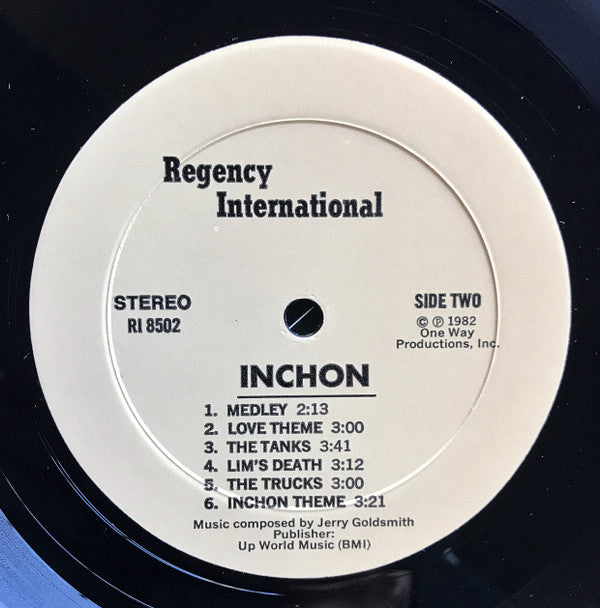 Regency
International
STEREO
RI 8502
SIDE TWO
© ℗ 1982
One Way
Productions, Inc.
INCHON
1. MEDLEY 2:13
2. LOVE THEME 3:00
3. THE TANKS 3:41
4. LIM'S DEATH 3:12
5. THE TRUCKS 3:00
6. INCHON THEME 3:21
Music composed by Jerry Goldsmith
Publisher:
Up World Music (BMI)